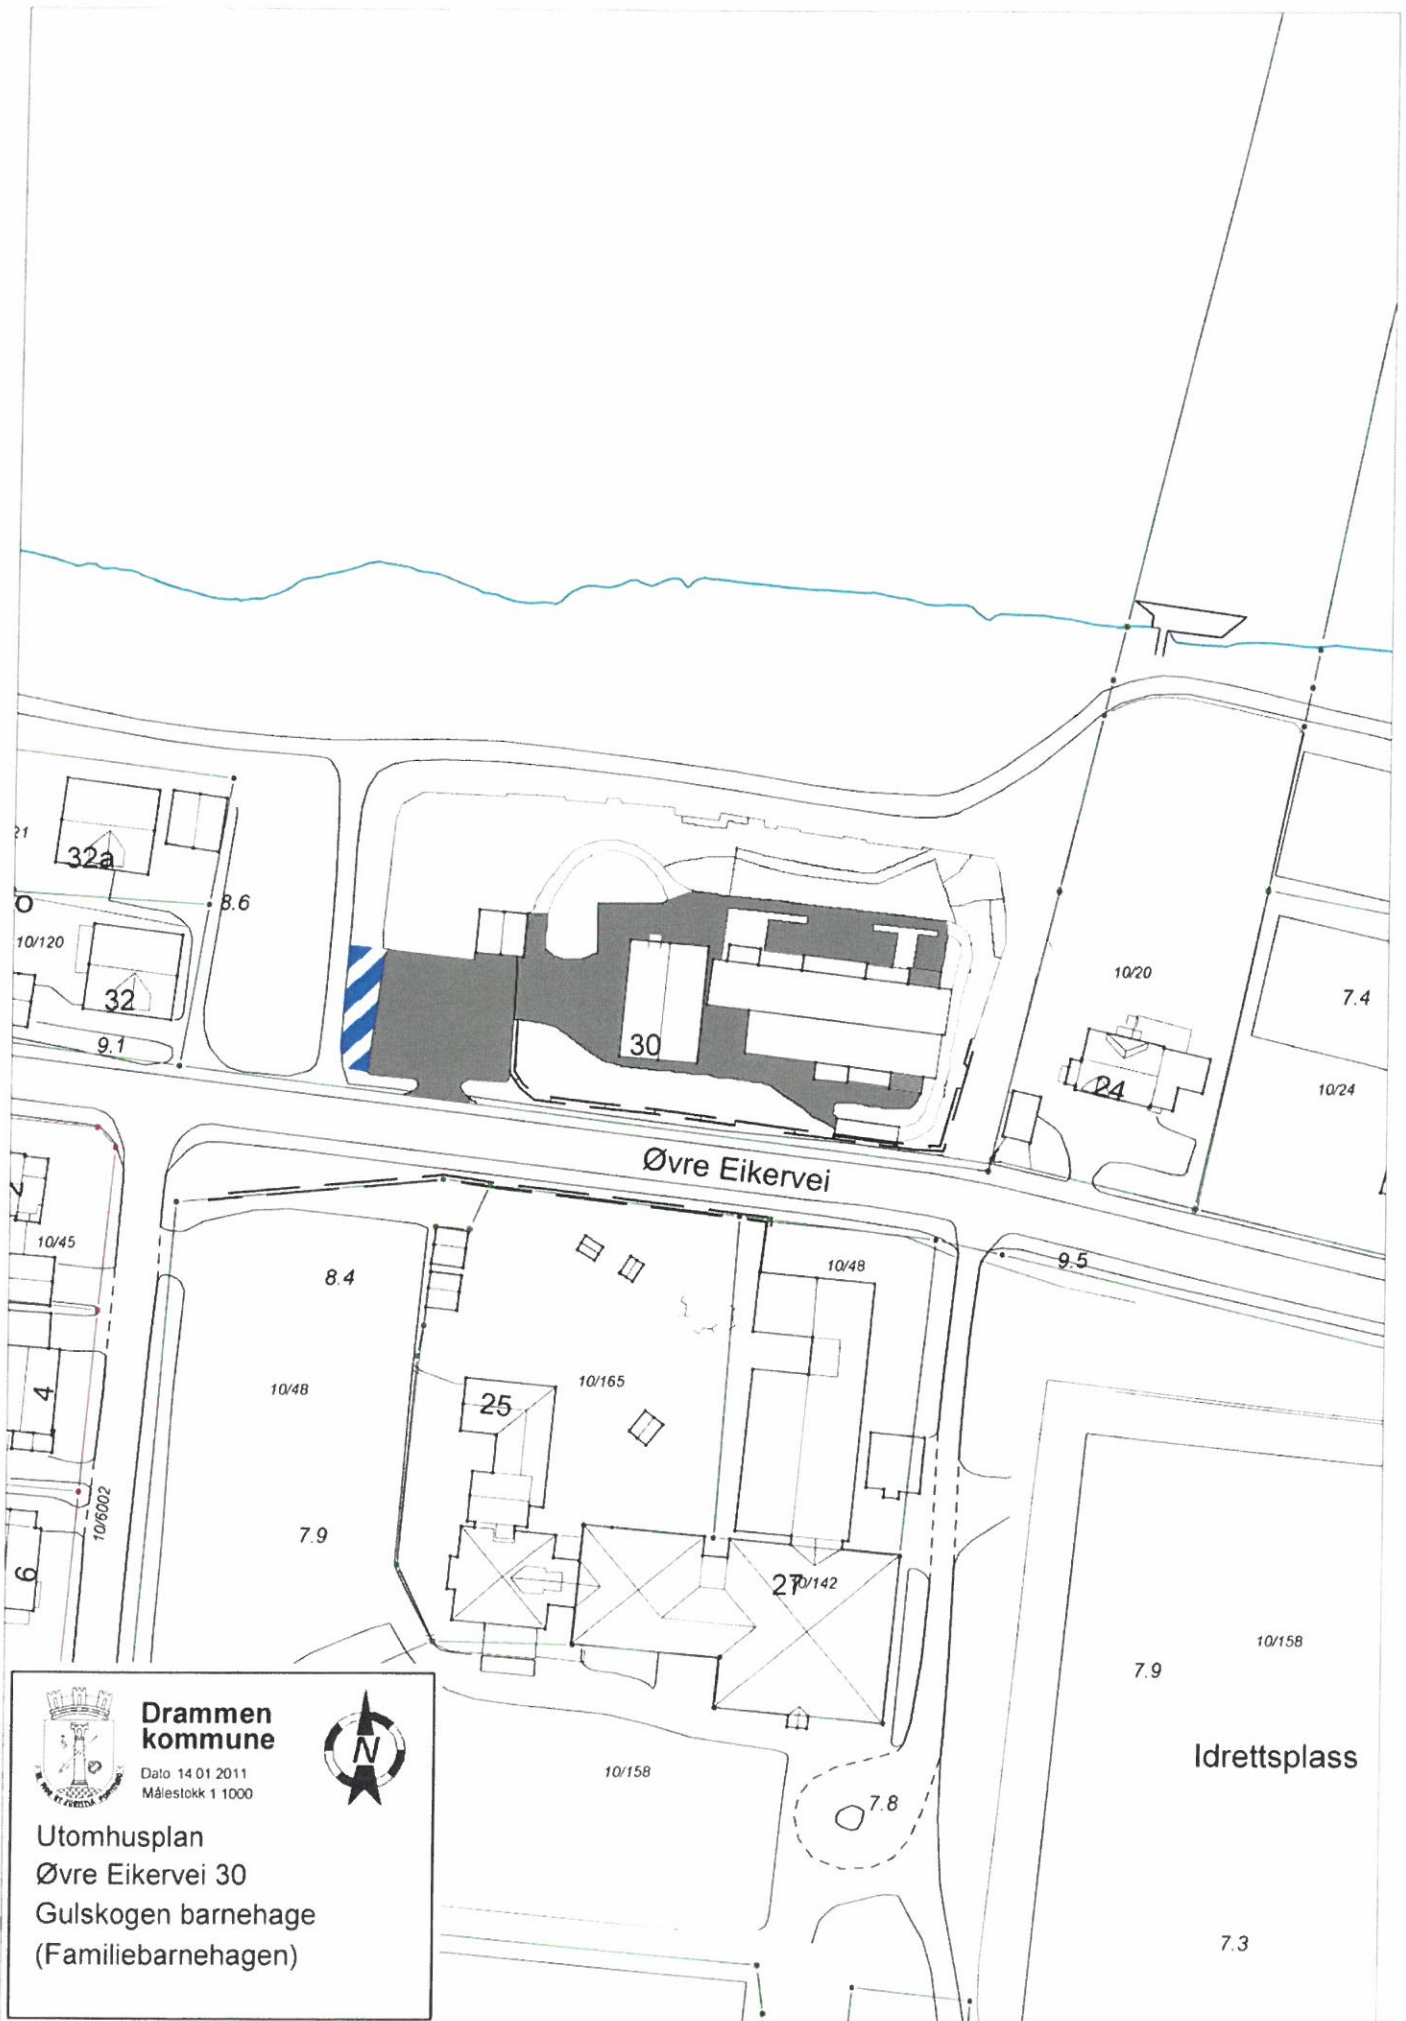 21
32a
8.6
O
10/120
32
9.1
30
10/20
7.4
24
10/24
Øvre Eikervei
2
10/45
8.4
10/48
9.5
10/48
10/165
25
4
10/6002
7.9
6
27
0/142
10/158
7.9
Idrettsplass
10/158
7.8
7.3
Drammen
kommune
N
Dato 14.01 2011
Målestokk 1 1000
Utomhusplan
Øvre Eikervei 30
Gulskogen barnehage
(Familiebarnehagen)